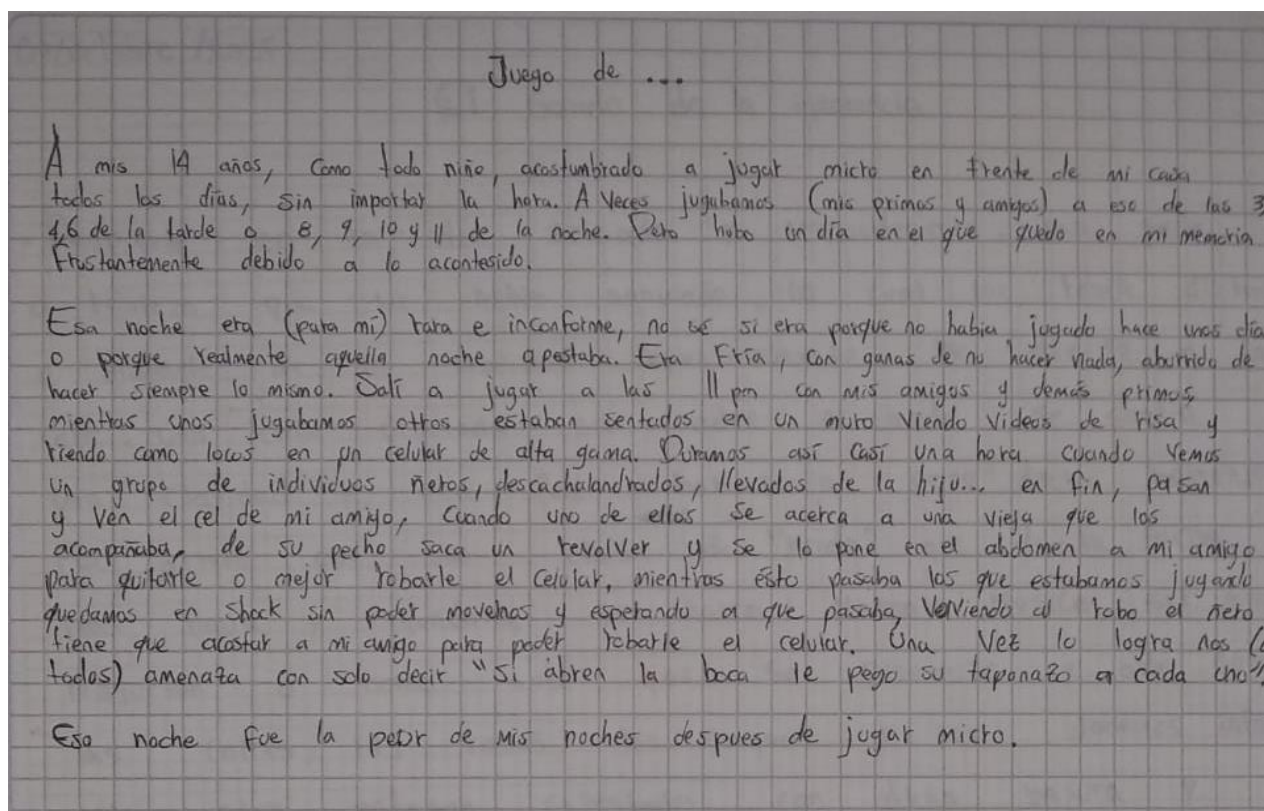 Juego de ...
A mis 14 años, Como todo niño, acostumbrado a jugar micro en frente de mi casa
todos los días, sin importar la hora. A Veces jugabamos (mis primos y amigos) a eso de las 3
4,6 de la tarde o 8, 9, 10 y 11 de la noche. Pero hubo un día en el que quedo en mi memoria
Frustantemente debido a lo acontesido.
Esa noche era (para mí) rara e inconforme, no sé si era porque no habia jugado hace unos día
o porque realmente aquella noche apestaba. Era Fría, con ganas de no hacer nada, aburrido de
hacer siempre lo mismo. Salí a jugar a las 11 pm con mis amigos y demás primos,
mientras unos jugabamos otros estaban sentados en un muro Viendo Videos de risa y
riendo como locos en un celular de alta gama. Duramos así casí una hora cuando Vemos
un grupo de individuos ñeros, descachalandrados, llevados de la hiju... en fin, pasan
y Ven el cel de mi amigo, Cuando uno de ellos se acerca a una vieja que los
acompañaba, de su pecho saca un revolver y se lo pone en el abdomen a mi amigo
para quitarle o mejor robarle el celular, mientras ésto pasaba los que estabamos jugando
quedamos en shock sin poder movernos y esperando a que pasaba, Volviendo al robo el ñero
tiene que acostar a mi amigo para poder robarle el celular. Una Vez lo logra nos (a
todos) amenaza con solo decir "Si abren la boca le pego su taponazo a cada uno".
Esa noche fue la peor de mis noches despues de jugar micro.